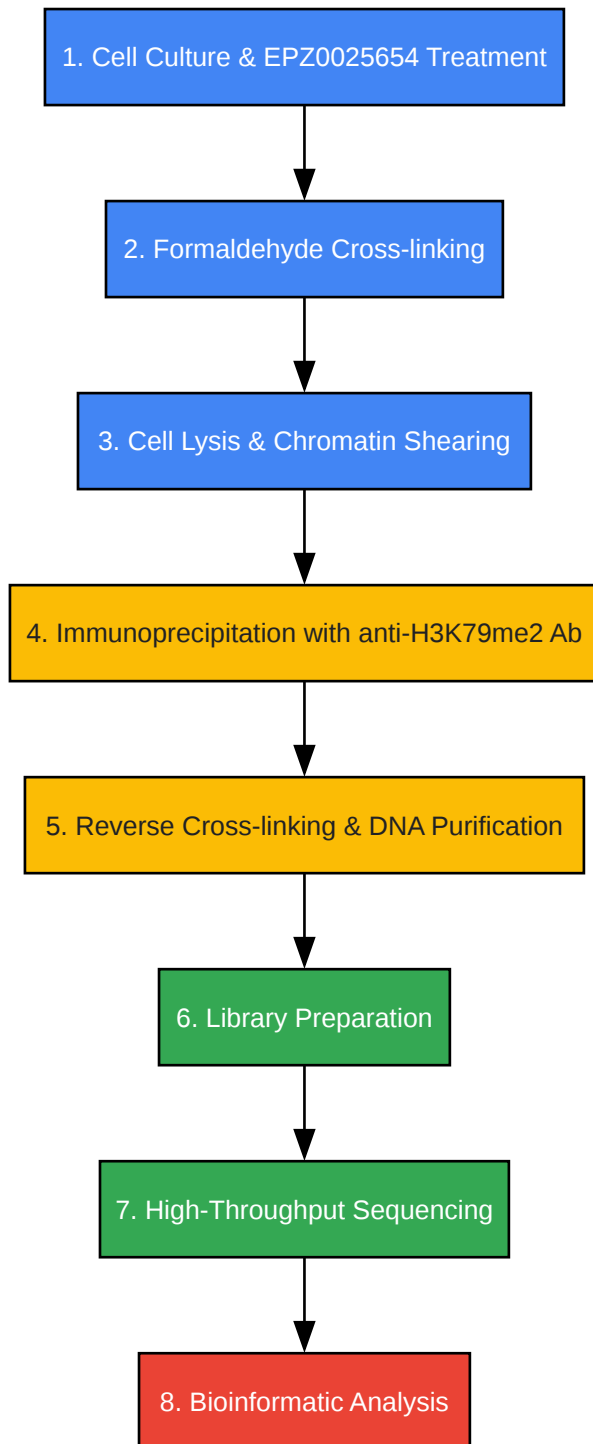 1. Cell Culture & EPZ0025654 Treatment
2. Formaldehyde Cross-linking
3. Cell Lysis & Chromatin Shearing
4. Immunoprecipitation with anti-H3K79me2 Ab
5. Reverse Cross-linking & DNA Purification
6. Library Preparation
7. High-Throughput Sequencing
8. Bioinformatic Analysis